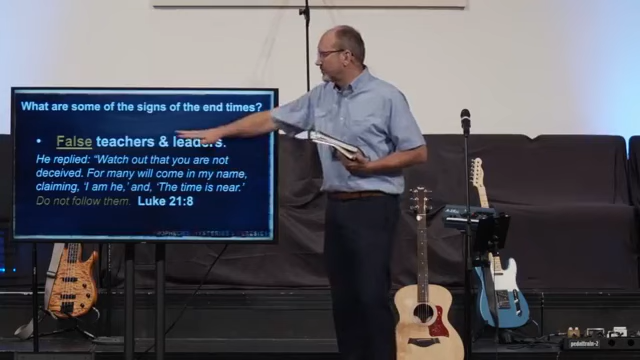 What are some of the signs of the end times?
• False teachers & leaders.
He replied: “Watch out that you are not
deceived. For many will come in my name,
claiming, ‘I am he,’ and, ‘The time is near.’
Do not follow them. Luke 21:8
pedaltrain-2